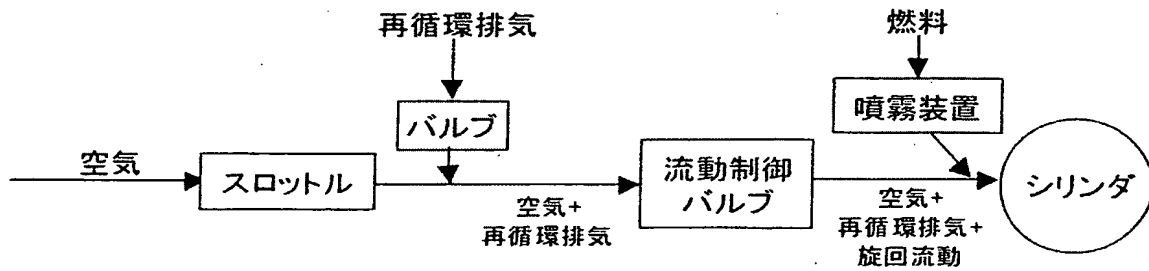 再循環排気
燃料
バルブ
噴霧装置
空気
スロットル
流動制御
バルブ
シリンダ
空気+
再循環排気
空気+
再循環排気+
旋回流動